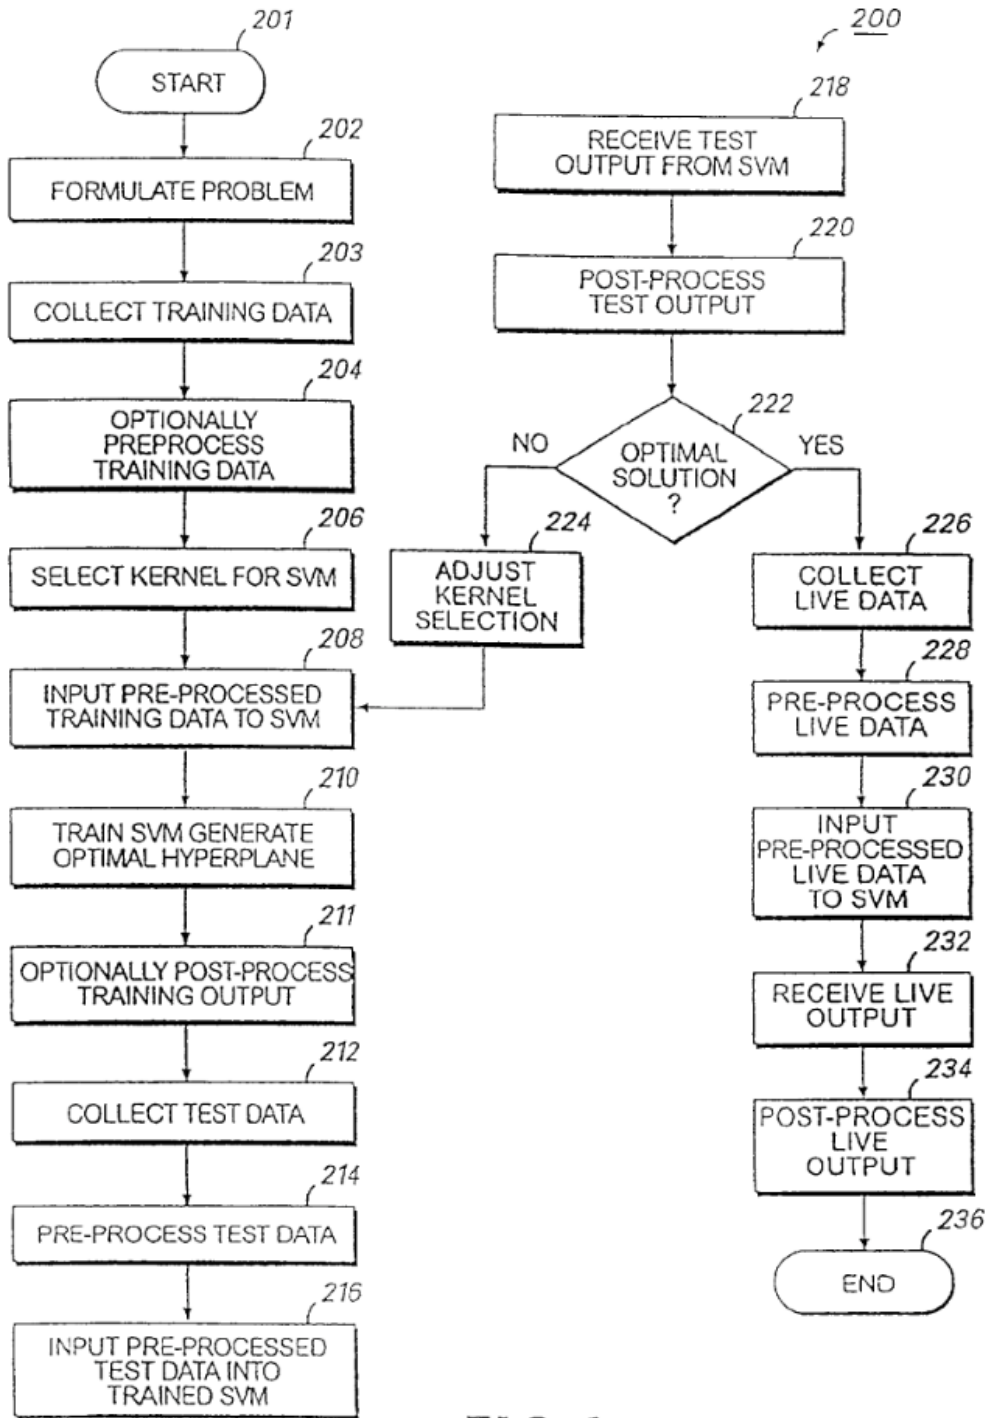 201
START
202
FORMULATE PROBLEM
203
COLLECT TRAINING DATA
204
OPTIONALLY
PREPROCESS
TRAINING DATA
206
SELECT KERNEL FOR SVM
208
INPUT PRE-PROCESSED
TRAINING DATA TO SVM
210
TRAIN SVM GENERATE
OPTIMAL HYPERPLANE
211
OPTIONALLY POST-PROCESS
TRAINING OUTPUT
212
COLLECT TEST DATA
214
PRE-PROCESS TEST DATA
216
INPUT PRE-PROCESSED
TEST DATA INTO
TRAINED SVM
200
218
RECEIVE TEST
OUTPUT FROM SVM
220
POST-PROCESS
TEST OUTPUT
222
OPTIMAL
SOLUTION
?
NO
YES
224
ADJUST
KERNEL
SELECTION
226
COLLECT
LIVE DATA
228
PRE-PROCESS
LIVE DATA
230
INPUT
PRE-PROCESSED
LIVE DATA
TO SVM
232
RECEIVE LIVE
OUTPUT
234
POST-PROCESS
LIVE
OUTPUT
236
END